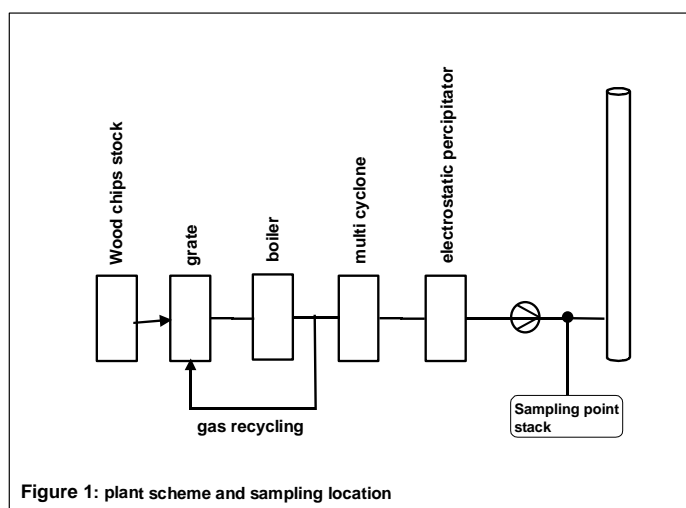 Wood chips stock
grate
boiler
multi cyclone
electrostatic percipitator
gas recycling
Sampling point
stack
Figure 1: plant scheme and sampling location